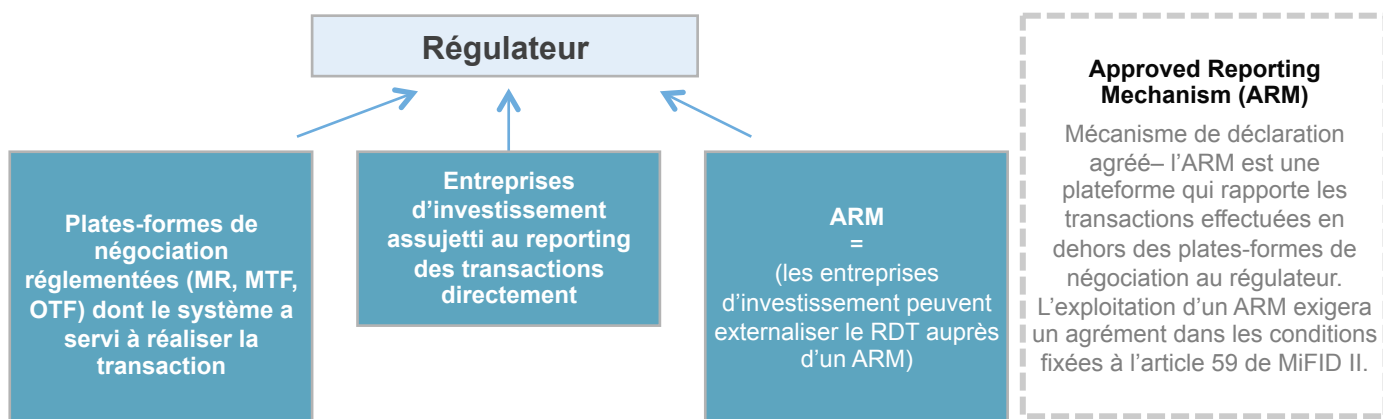 Régulateur
Plates-formes de
négociation
réglementées (MR, MTF,
OTF) dont le système a
servi à réaliser la
transaction
Entreprises
d’investissement
assujetti au reporting
des transactions
directement
ARM
=
(les entreprises
d’investissement peuvent
externaliser le RDT auprès
d’un ARM)
Approved Reporting
Mechanism (ARM)
Mécanisme de déclaration
agréé– l’ARM est une
plateforme qui rapporte les
transactions effectuées en
dehors des plates-formes de
négociation au régulateur.
L’exploitation d’un ARM exigera
un agrément dans les conditions
fixées à l’article 59 de MiFID II.